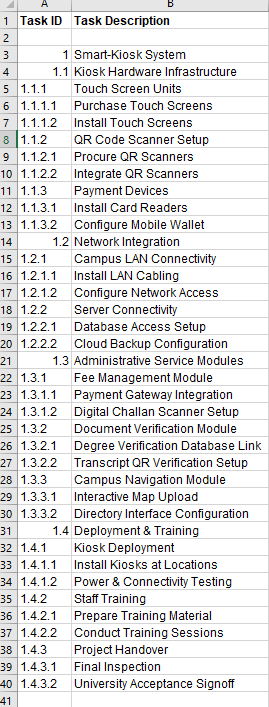 A B
1 Task ID Task Description
2
3 1 Smart-Kiosk System
4 1.1 Kiosk Hardware Infrastructure
5 1.1.1 Touch Screen Units
6 1.1.1.1 Purchase Touch Screens
7 1.1.1.2 Install Touch Screens
8 1.1.2 QR Code Scanner Setup
9 1.1.2.1 Procure QR Scanners
10 1.1.2.2 Integrate QR Scanners
11 1.1.3 Payment Devices
12 1.1.3.1 Install Card Readers
13 1.1.3.2 Configure Mobile Wallet
14 1.2 Network Integration
15 1.2.1 Campus LAN Connectivity
16 1.2.1.1 Install LAN Cabling
17 1.2.1.2 Configure Network Access
18 1.2.2 Server Connectivity
19 1.2.2.1 Database Access Setup
20 1.2.2.2 Cloud Backup Configuration
21 1.3 Administrative Service Modules
22 1.3.1 Fee Management Module
23 1.3.1.1 Payment Gateway Integration
24 1.3.1.2 Digital Challan Scanner Setup
25 1.3.2 Document Verification Module
26 1.3.2.1 Degree Verification Database Link
27 1.3.2.2 Transcript QR Verification Setup
28 1.3.3 Campus Navigation Module
29 1.3.3.1 Interactive Map Upload
30 1.3.3.2 Directory Interface Configuration
31 1.4 Deployment & Training
32 1.4.1 Kiosk Deployment
33 1.4.1.1 Install Kiosks at Locations
34 1.4.1.2 Power & Connectivity Testing
35 1.4.2 Staff Training
36 1.4.2.1 Prepare Training Material
37 1.4.2.2 Conduct Training Sessions
38 1.4.3 Project Handover
39 1.4.3.1 Final Inspection
40 1.4.3.2 University Acceptance Signoff
41